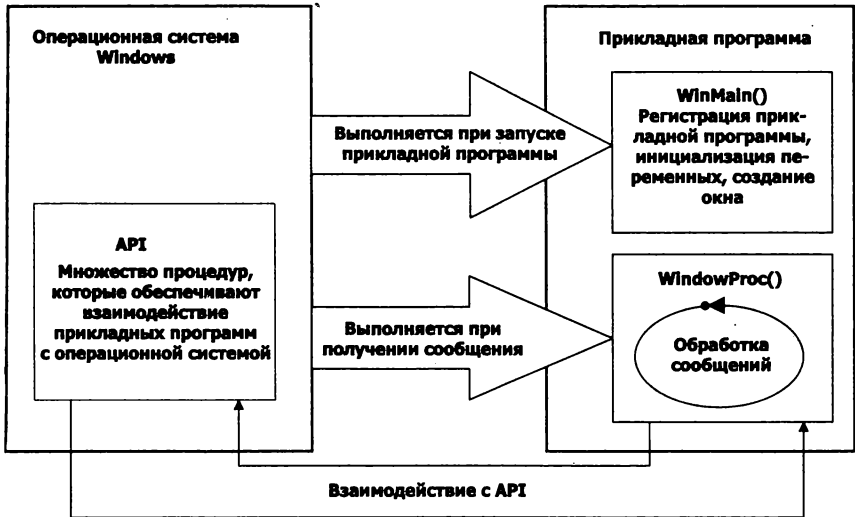 Операционная система
Windows
Прикладная программа
WinMain()
Регистрация прик-
ладной программы,
инициализация пе-
ременных, создание
окна
Выполняется при запуске
прикладной программы
API
Множество процедур,
которые обеспечивают
взаимодействие
прикладных программ
с операционной системой
WindowProc()
Выполняется при
получении сообщения
Обработка
сообщений
Взаимодействие с API